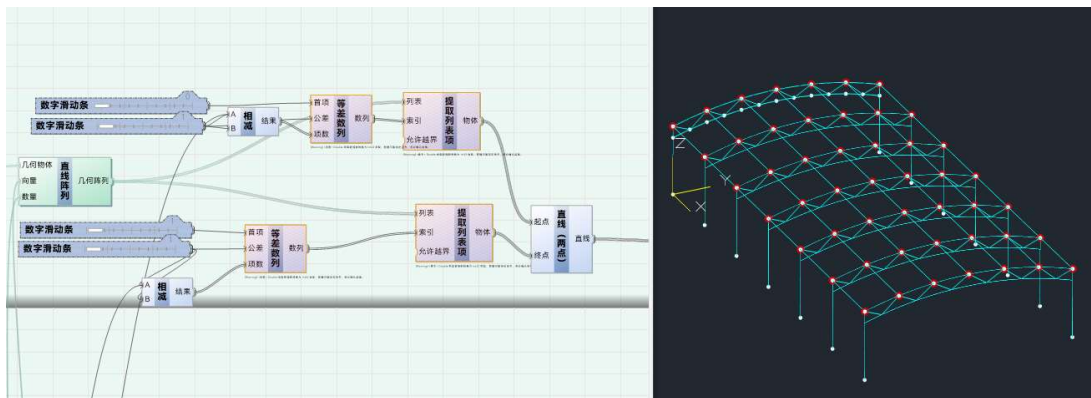 数字滑动条
数字滑动条
A
B
相减
结果
首项
公差
项数
等差数列
数列
列表
索引
允许越界
提取列表项
物体
几何物体
向量
数量
直线阵列
几何阵列
数字滑动条
数字滑动条
首项
公差
项数
等差数列
数列
列表
索引
允许越界
提取列表项
物体
起点
终点
直线（两点）
直线
A
B
相减
结果
Z
Y
X